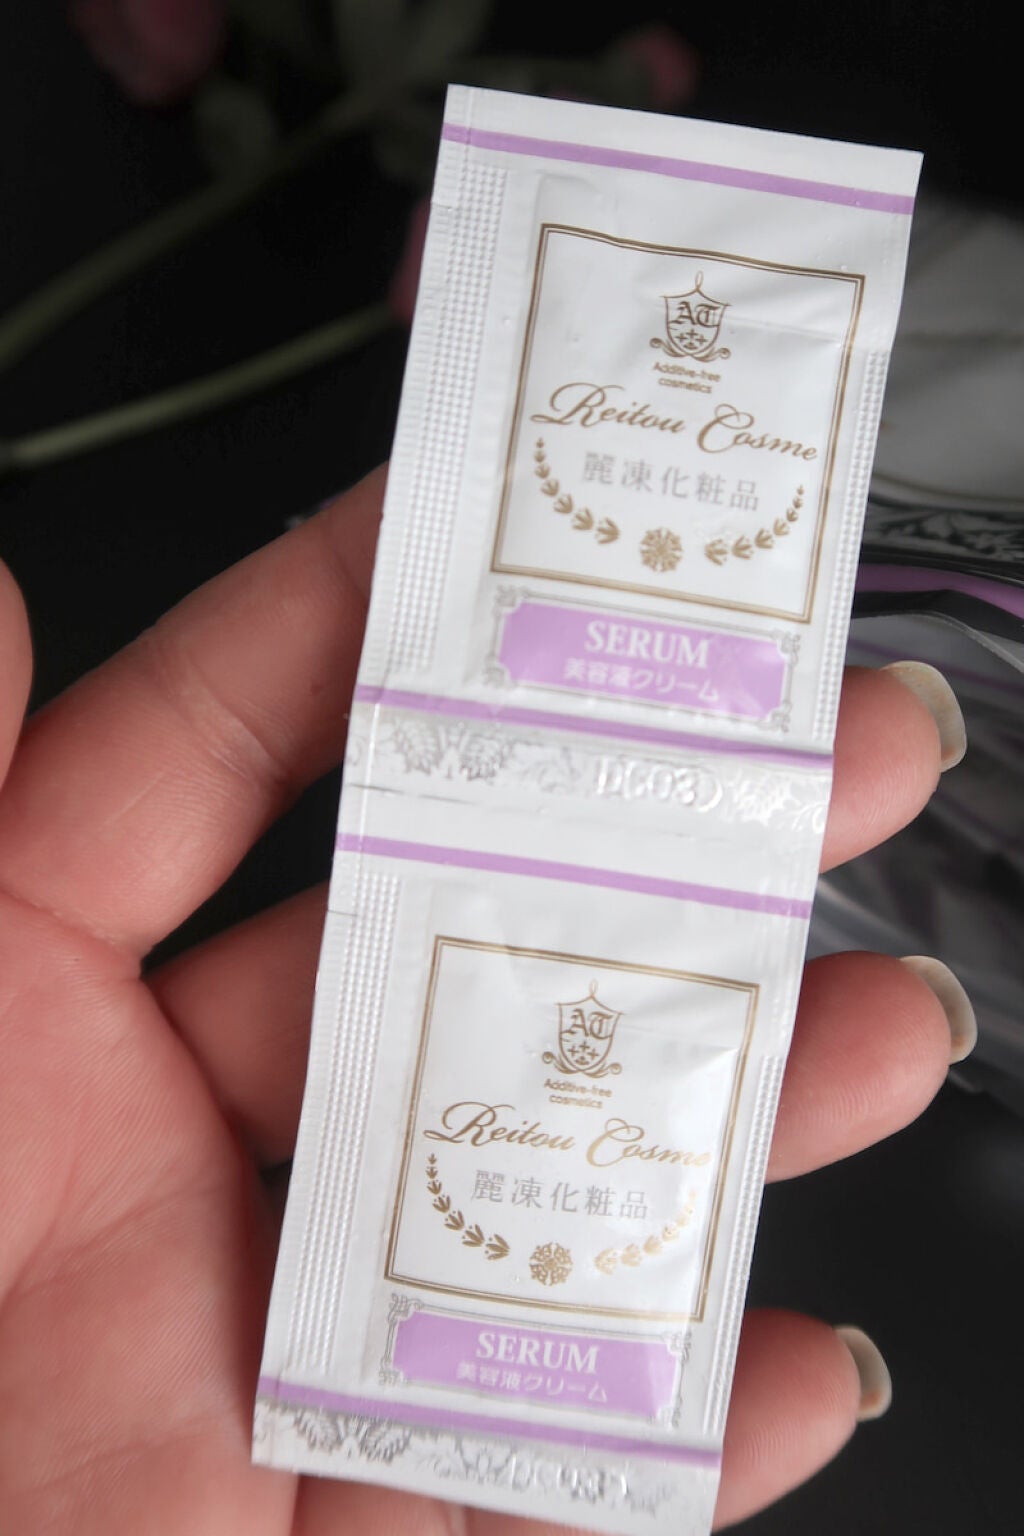 AT
Additive-free
cosmetics
Reitou Cosme
麗凍化粧品
SERUM
美容液クリーム
AT
Additive-free
cosmetics
Reitou Cosme
麗凍化粧品
SERUM
美容液クリーム